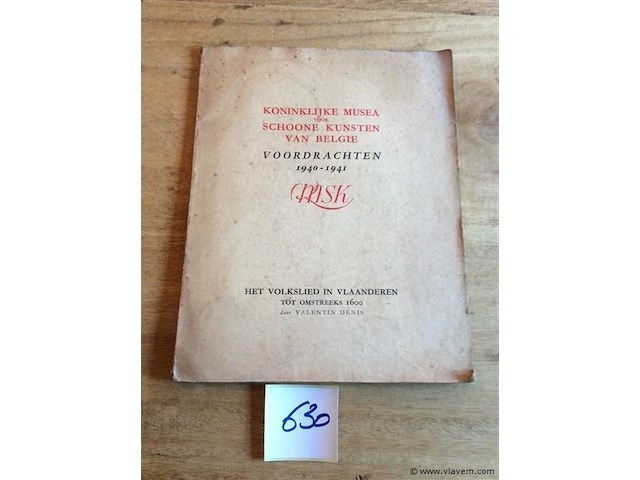 KONINKLIJKE MUSEA
VOOR
SCHOONE KUNSTEN
VAN BELGIE
VOORDRACHTEN
1940-1941
MSK
HET VOLKSLIED IN VLAANDEREN
TOT OMSTREEKS 1600
door VALENTIN DENIS
630
© www.vlavem.com